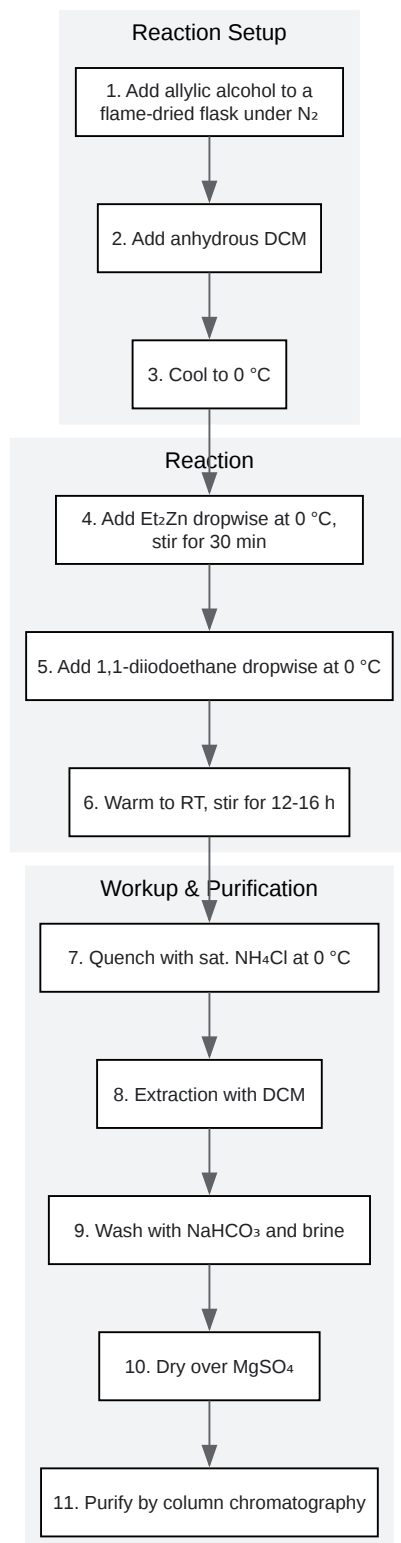 Reaction Setup
1. Add allylic alcohol to a
flame-dried flask under N₂
2. Add anhydrous DCM
3. Cool to 0 °C
Reaction
4. Add Et₂Zn dropwise at 0 °C,
stir for 30 min
5. Add 1,1-diiodoethane dropwise at 0 °C
6. Warm to RT, stir for 12-16 h
Workup & Purification
7. Quench with sat. NH₄Cl at 0 °C
8. Extraction with DCM
9. Wash with NaHCO₃ and brine
10. Dry over MgSO₄
11. Purify by column chromatography